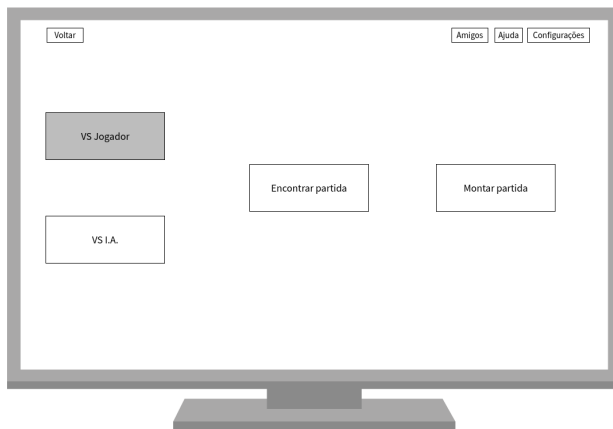 Voltar
Amigos
Ajuda
Configurações
VS Jogador
Encontrar partida
Montar partida
VS I.A.